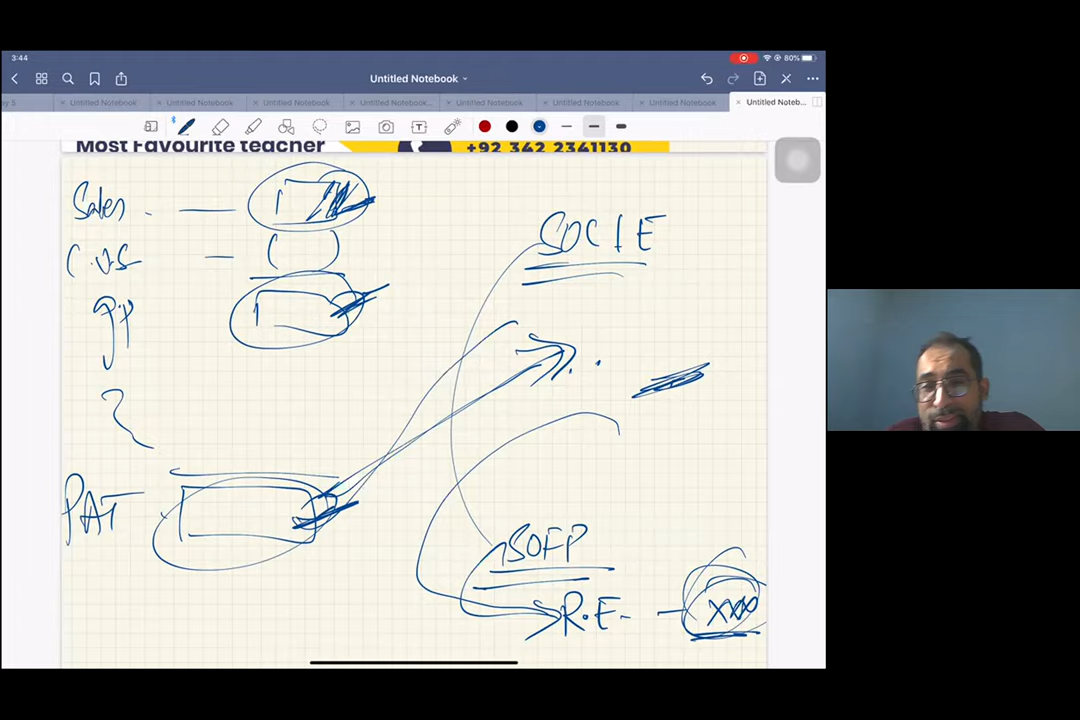 3:44
80%
Untitled Notebook
Untitled Notebook
Untitled Notebook
Untitled Notebook
Untitled Notebook...
Untitled Notebook
Untitled Notebook
Untitled Notebook
Untitled Noteb...
Most Favourite teacher
+92 342 2341130
Sales
SOCIE
C.O.S
( )
g.p
PAT
SOFP
R.E. - xxx